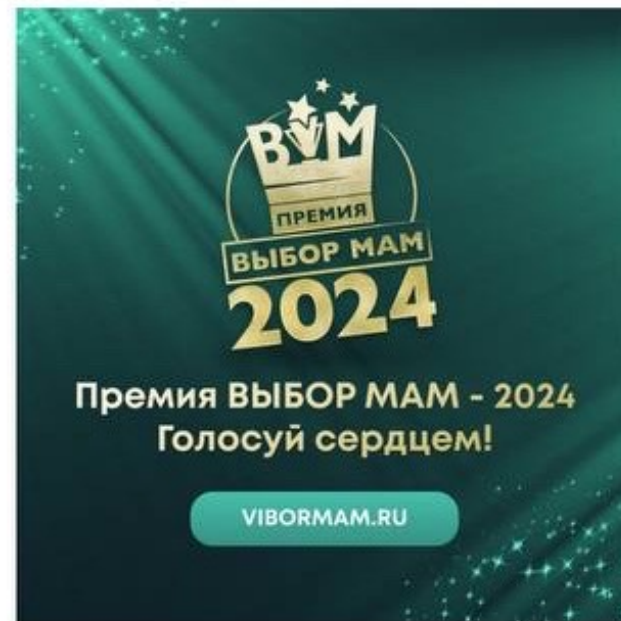 ВМ
ПРЕМИЯ
ВЫБОР МАМ
2024
Премия ВЫБОР МАМ - 2024
Голосуй сердцем!
VIBORMAM.RU